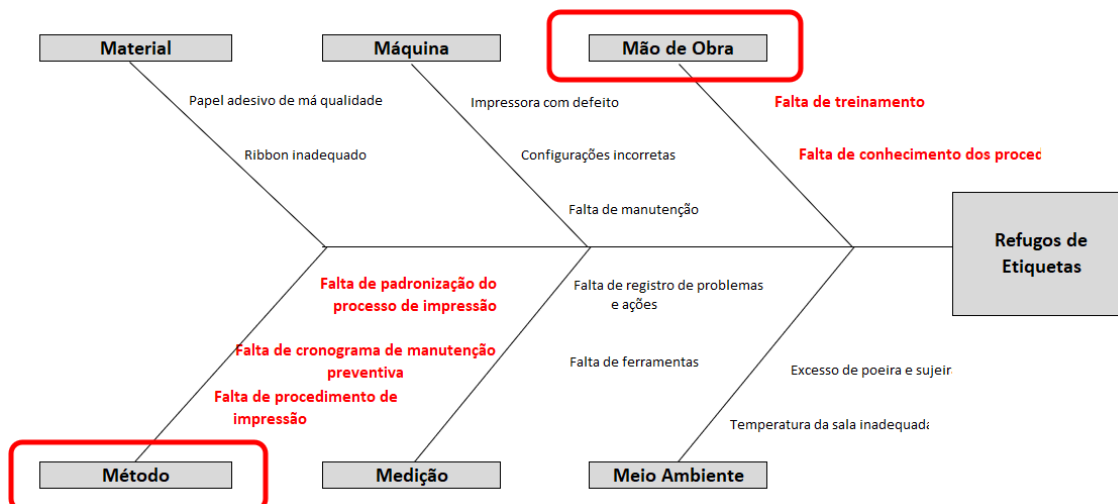 Material
Máquina
Mão de Obra
Papel adesivo de má qualidade
Ribbon inadequado
Impressora com defeito
Configurações incorretas
Falta de manutenção
Falta de treinamento
Falta de conhecimento dos proced
Refugos de
Etiquetas
Falta de padronização do
processo de impressão
Falta de cronograma de manutenção
preventiva
Falta de procedimento de
impressão
Falta de registro de problemas
e ações
Falta de ferramentas
Excesso de poeira e sujeir
Temperatura da sala inadequada
Método
Medição
Meio Ambiente